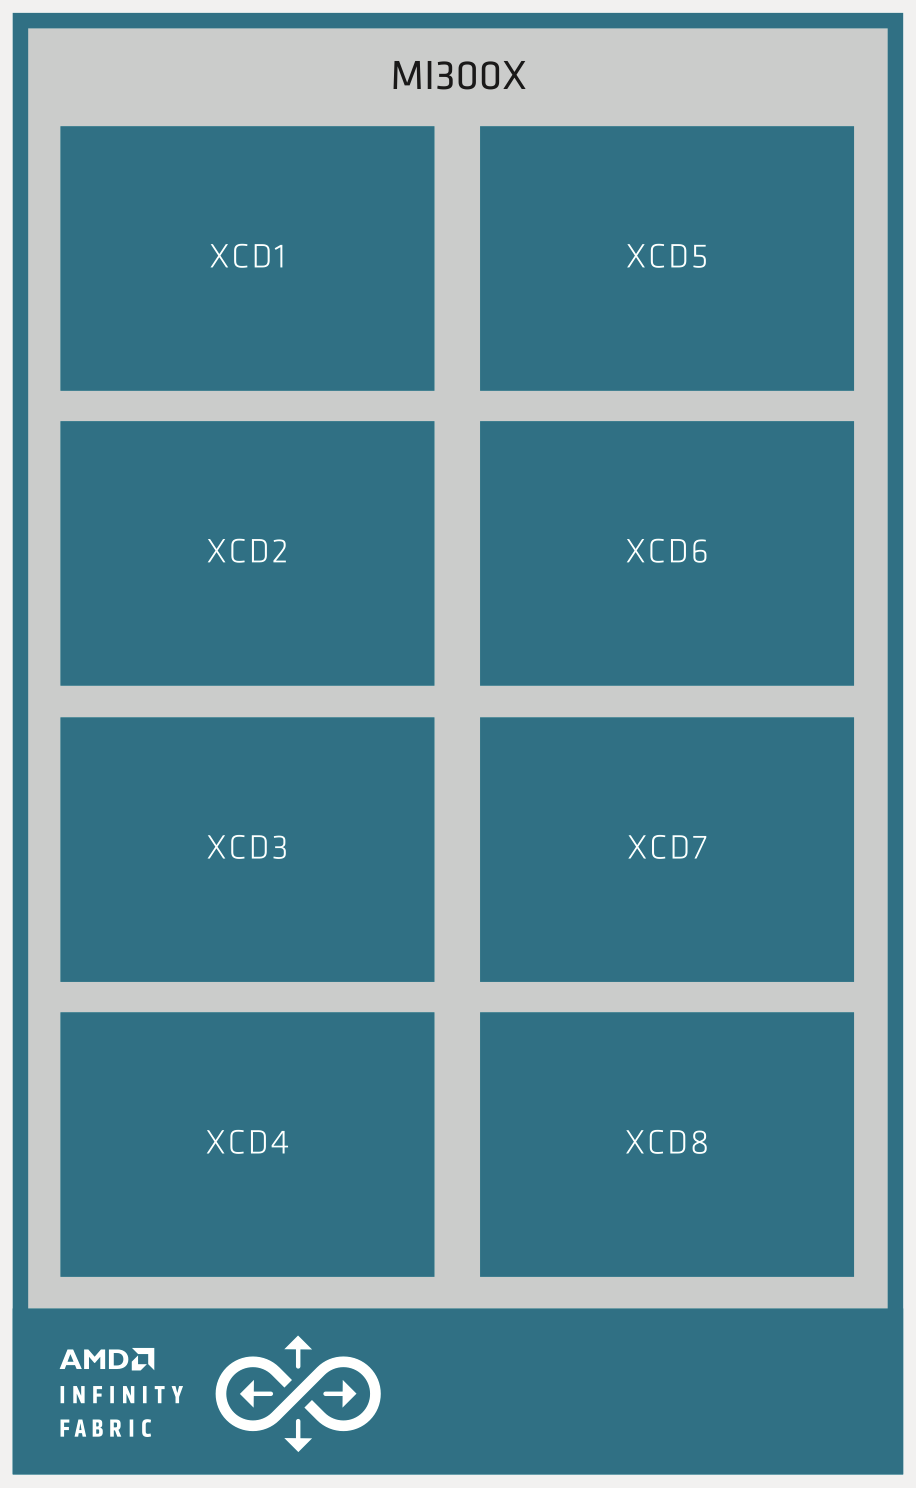 MI300X
XCD1
XCD5
XCD2
XCD6
XCD3
XCD7
XCD4
XCD8
AMD
INFINITY
FABRIC